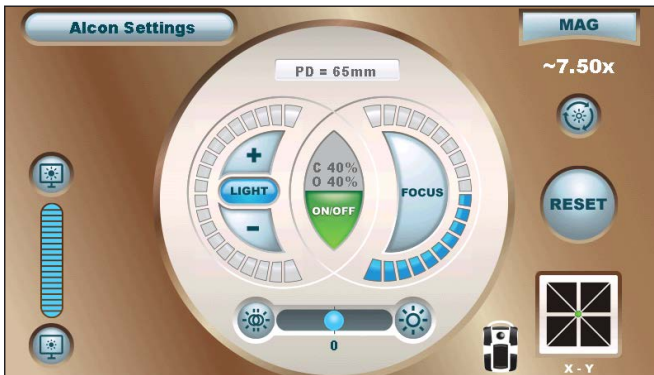 Alcon Settings
MAG
~7.50x
PD = 65mm
+
C 40%
O 40%
LIGHT
ON/OFF
FOCUS
-
RESET
0
X - Y